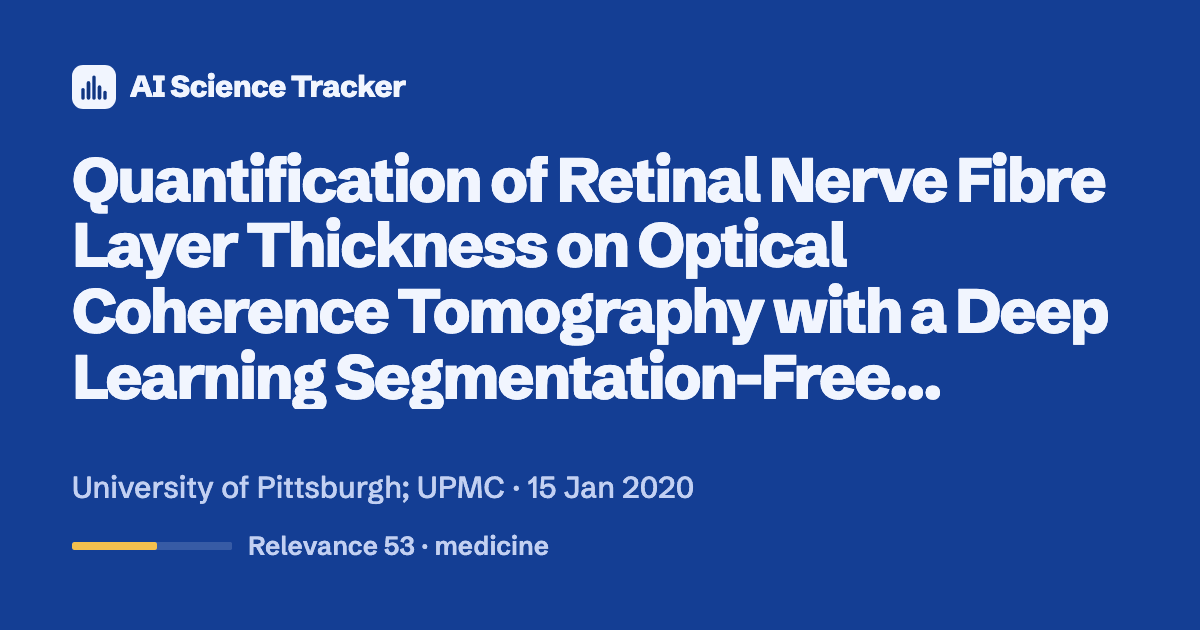 AI Science Tracker
Quantification of Retinal Nerve Fibre
Layer Thickness on Optical
Coherence Tomography with a Deep
Learning Segmentation-Free...
University of Pittsburgh; UPMC · 15 Jan 2020
Relevance 53 · medicine